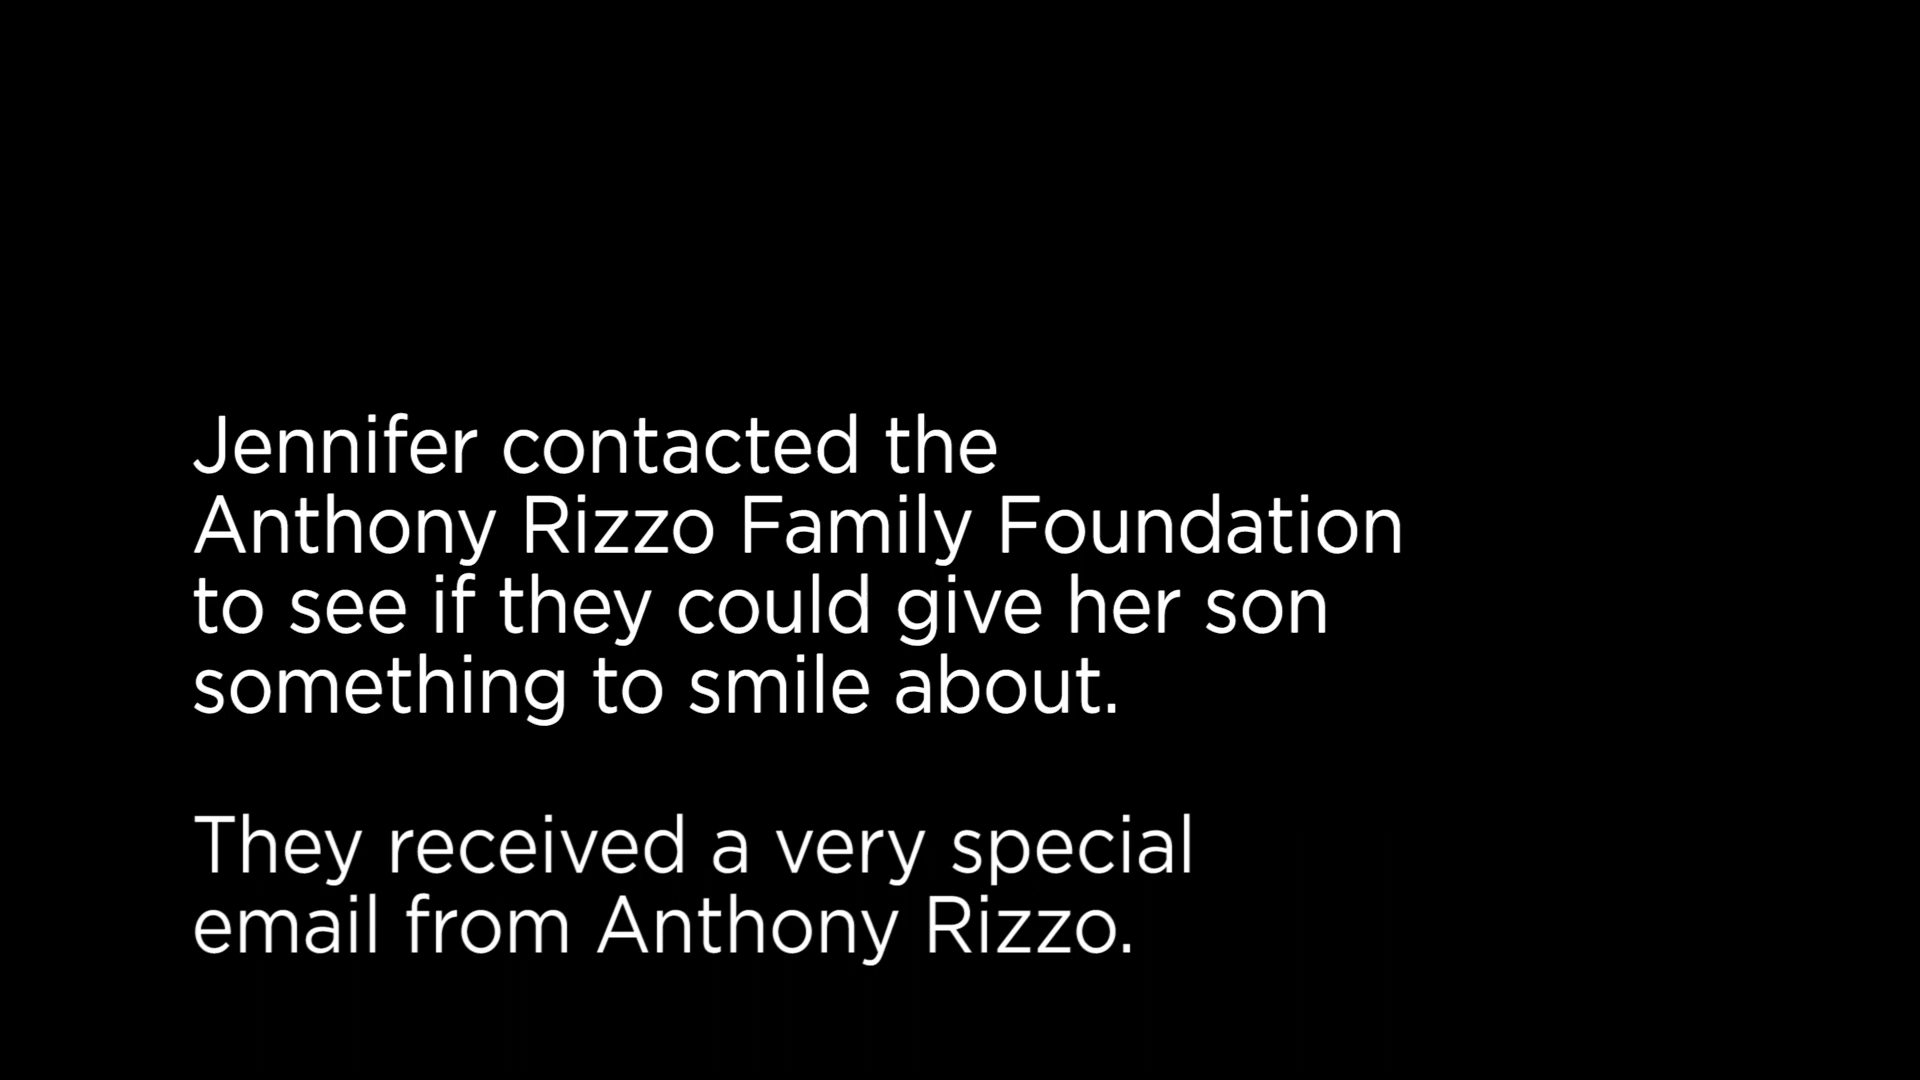 Jennifer contacted the
Anthony Rizzo Family Foundation
to see if they could give her son
something to smile about.
They received a very special
email from Anthony Rizzo.